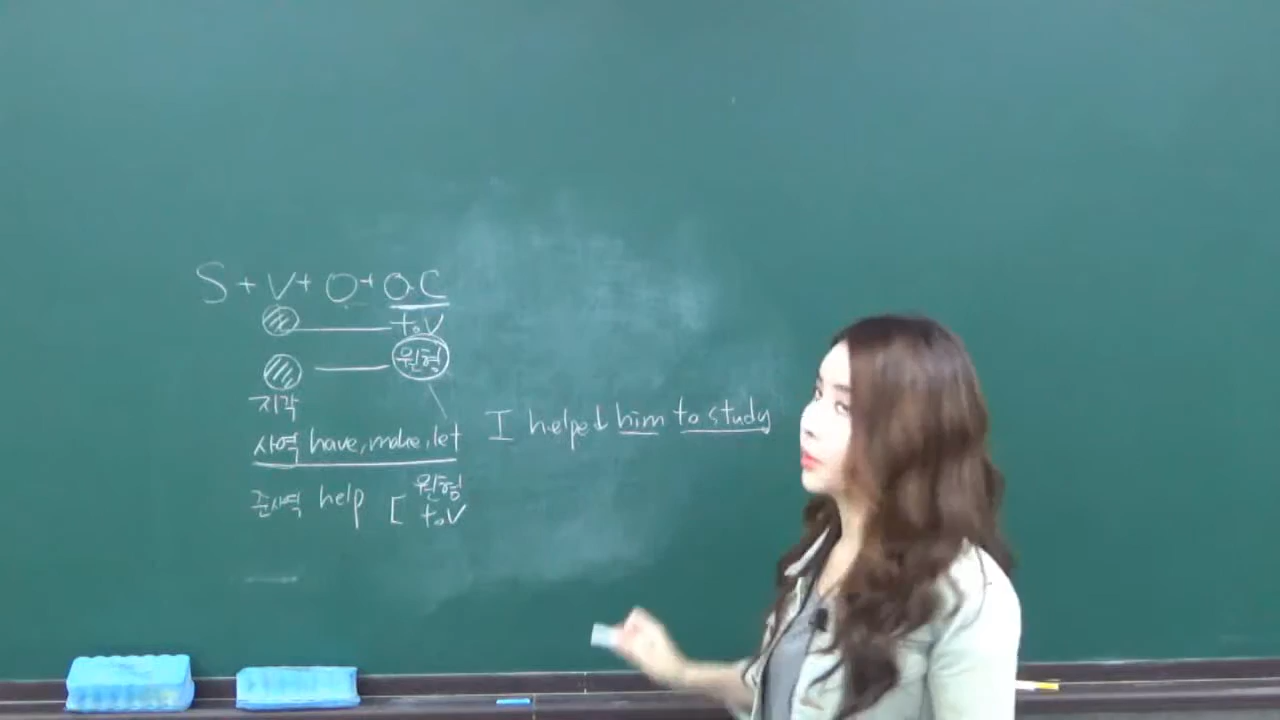 S + V + O + O.C
to V
원형
지각
사역 have, make, let
I helped him to study
준사역 help [ 원형
to V